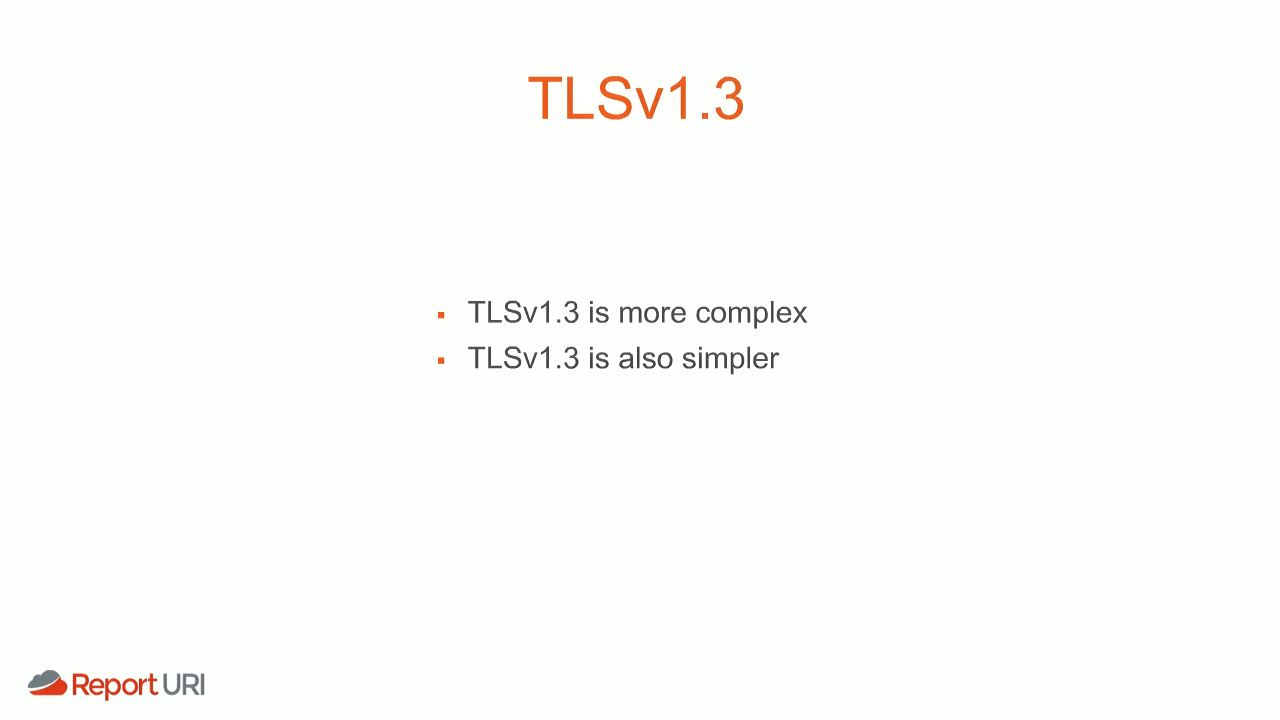 TLSv1.3
▪ TLSv1.3 is more complex
▪ TLSv1.3 is also simpler
Report URI